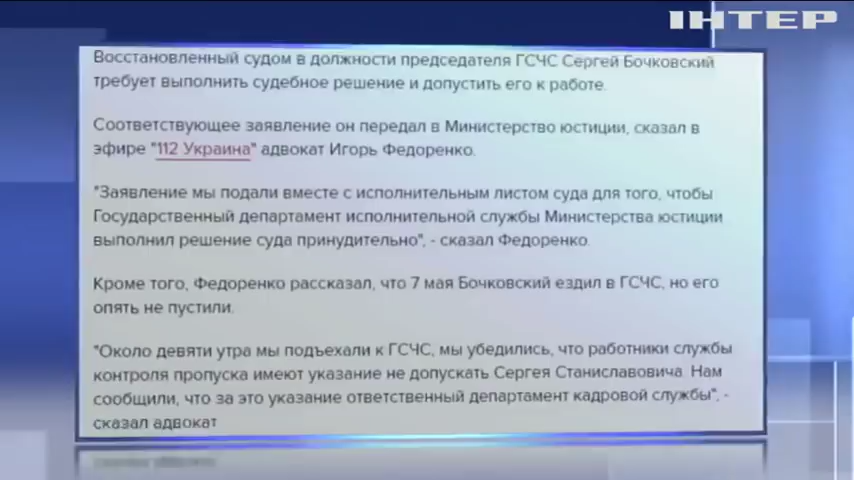 ІНТЕР
Восстановленный судом в должности председателя ГСЧС Сергей Бочковский
требует выполнить судебное решение и допустить его к работе.
Соответствующее заявление он передал в Министерство юстиции, сказал в
эфире "112 Украина" адвокат Игорь Федоренко.
"Заявление мы подали вместе с исполнительным листом суда для того, чтобы
Государственный департамент исполнительной службы Министерства юстиции
выполнил решение суда принудительно", - сказал Федоренко.
Кроме того, Федоренко рассказал, что 7 мая Бочковский ездил в ГСЧС, но его
опять не пустили.
"Около девяти утра мы подъехали к ГСЧС, мы убедились, что работники службы
контроля пропуска имеют указание не допускать Сергея Станиславовича. Нам
сообщили, что за это указание ответственный департамент кадровой службы", -
сказал адвокат